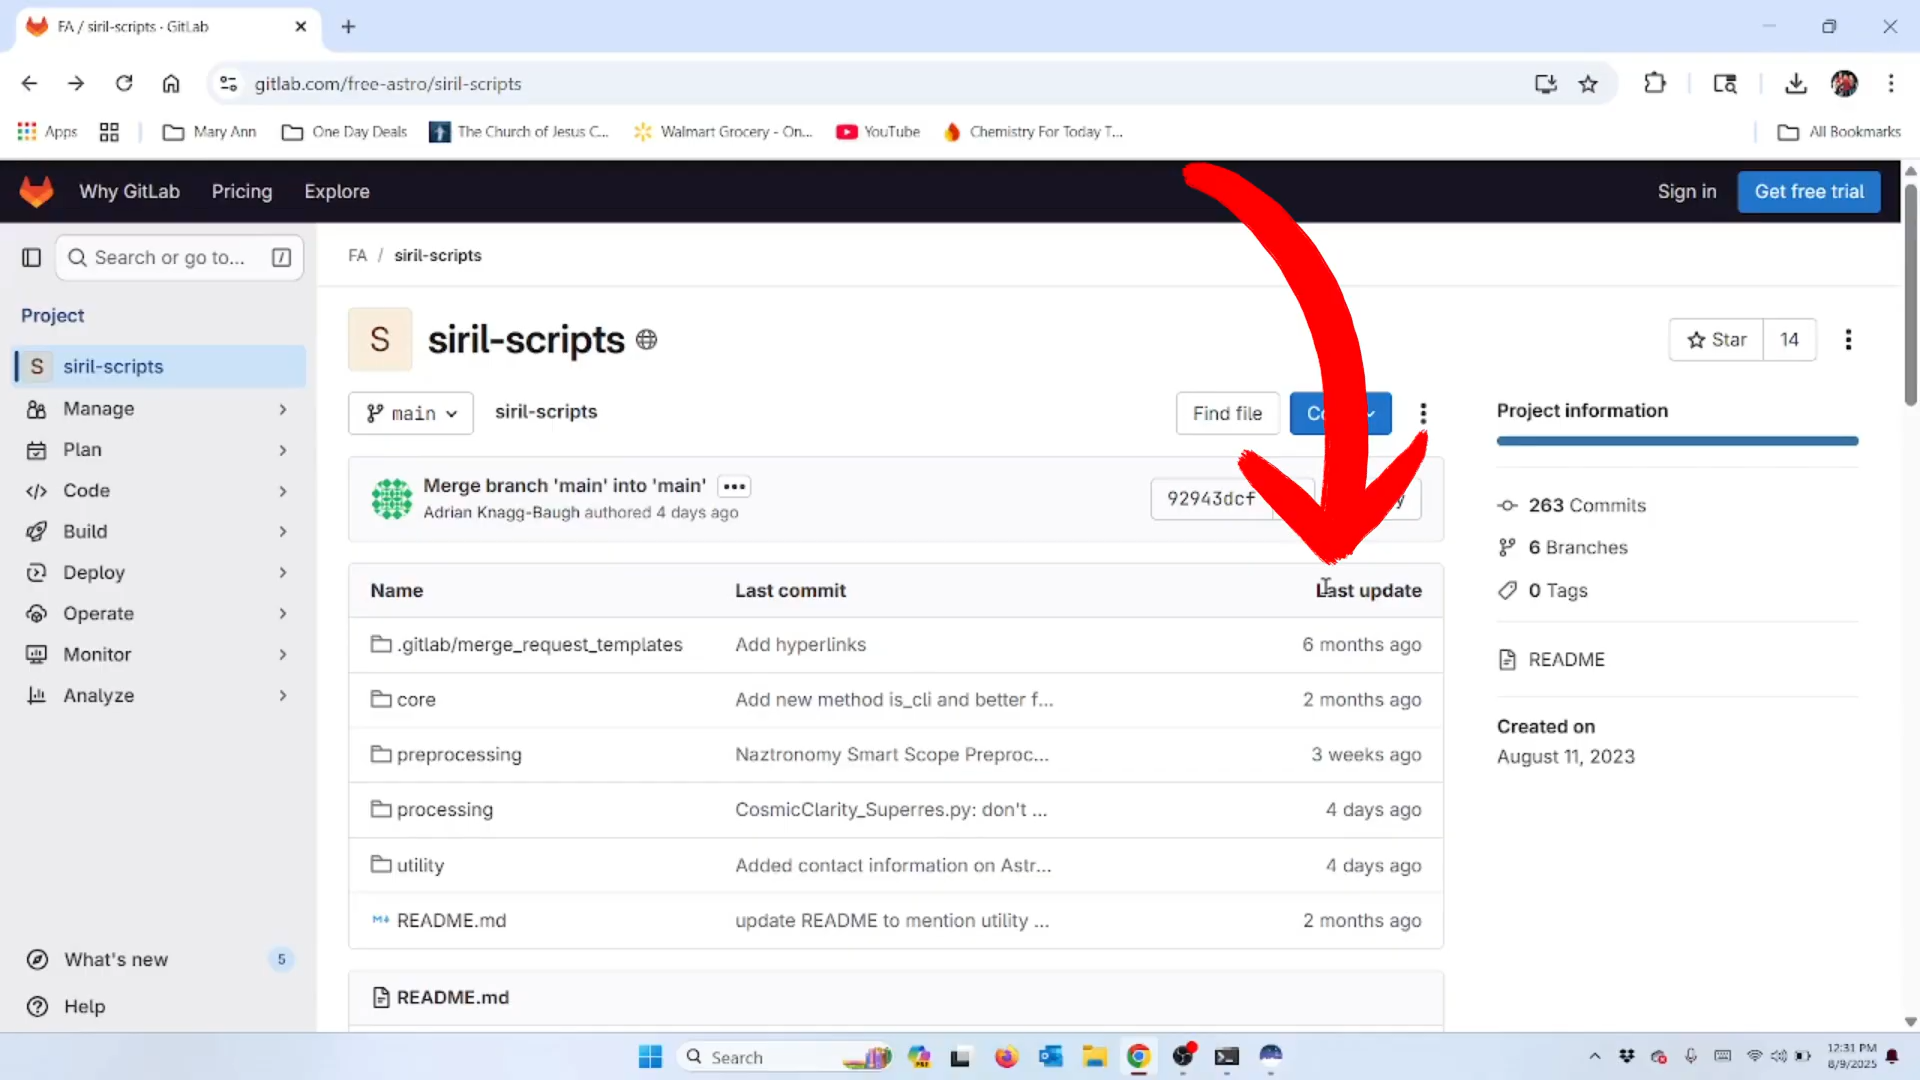 FA / siril-scripts · GitLab
gitlab.com/free-astro/siril-scripts
Apps
Mary Ann
One Day Deals
The Church of Jesus C...
Walmart Grocery - On...
YouTube
Chemistry For Today T...
All Bookmarks
Why GitLab
Pricing
Explore
Sign in
Get free trial
Search or go to...
/
FA / siril-scripts
Project
S
siril-scripts
Star
14
S siril-scripts
Manage
Plan
Code
Build
Deploy
Operate
Monitor
Analyze
What's new
5
Help
main
siril-scripts
Find file
Merge branch 'main' into 'main'
Adrian Knagg-Baugh authored 4 days ago
92943dcf
Name
Last commit
Last update
.gitlab/merge_request_templates
Add hyperlinks
6 months ago
core
Add new method is_cli and better f...
2 months ago
preprocessing
Naztronomy Smart Scope Preproc...
3 weeks ago
processing
CosmicClarity_Superres.py: don't ...
4 days ago
utility
Added contact information on Astr...
4 days ago
README.md
update README to mention utility ...
2 months ago
README.md
Project information
263 Commits
6 Branches
0 Tags
README
Created on
August 11, 2023
Search
12:31 PM
8/9/2025